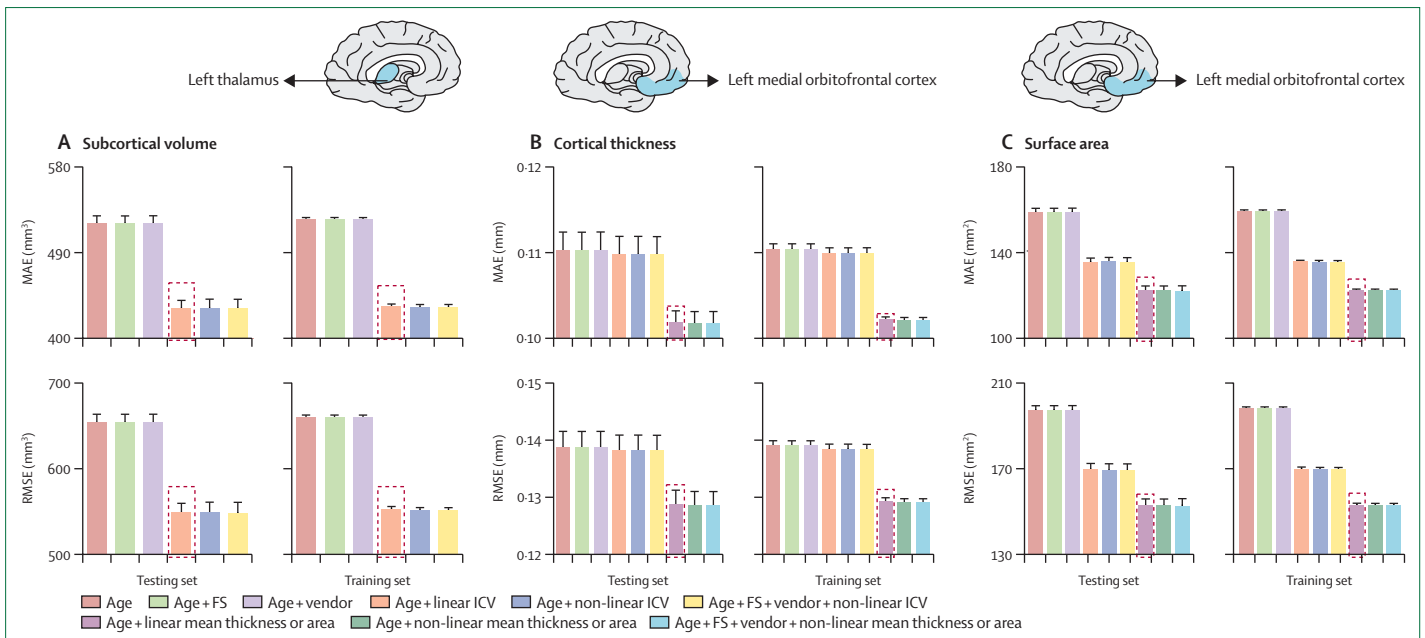 Left thalamus
Left medial orbitofrontal cortex
Left medial orbitofrontal cortex
A Subcortical volume
B Cortical thickness
C Surface area
580
490
400
MAE (mm³)
0·12
0·11
0·10
MAE (mm)
180
140
100
MAE (mm²)
700
600
500
RMSE (mm³)
0·15
0·14
0·13
0·12
RMSE (mm)
210
170
130
RMSE (mm²)
Testing set
Training set
Testing set
Training set
Testing set
Training set
Age Age + FS Age + vendor Age + linear ICV Age + non-linear ICV Age + FS + vendor + non-linear ICV
Age + linear mean thickness or area Age + non-linear mean thickness or area Age + FS + vendor + non-linear mean thickness or area